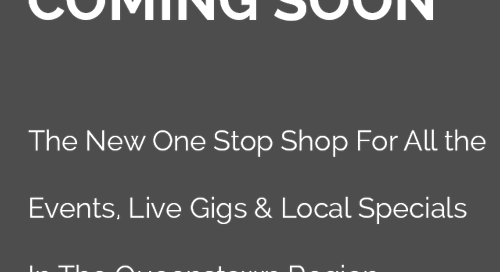 COMING SOON
The New One Stop Shop For All the
Events, Live Gigs & Local Specials
In The Queenstown Region